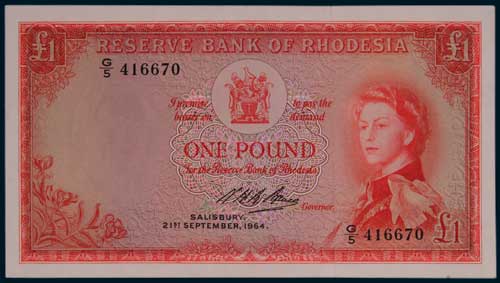 £1 RESERVE BANK OF RHODESIA £1
G/5 416670
I promise to pay the
bearer on demand
ONE POUND
for the Reserve Bank of Rhodesia
Governor.
SALISBURY.
21ST SEPTEMBER, 1964.
G/5 416670
£1